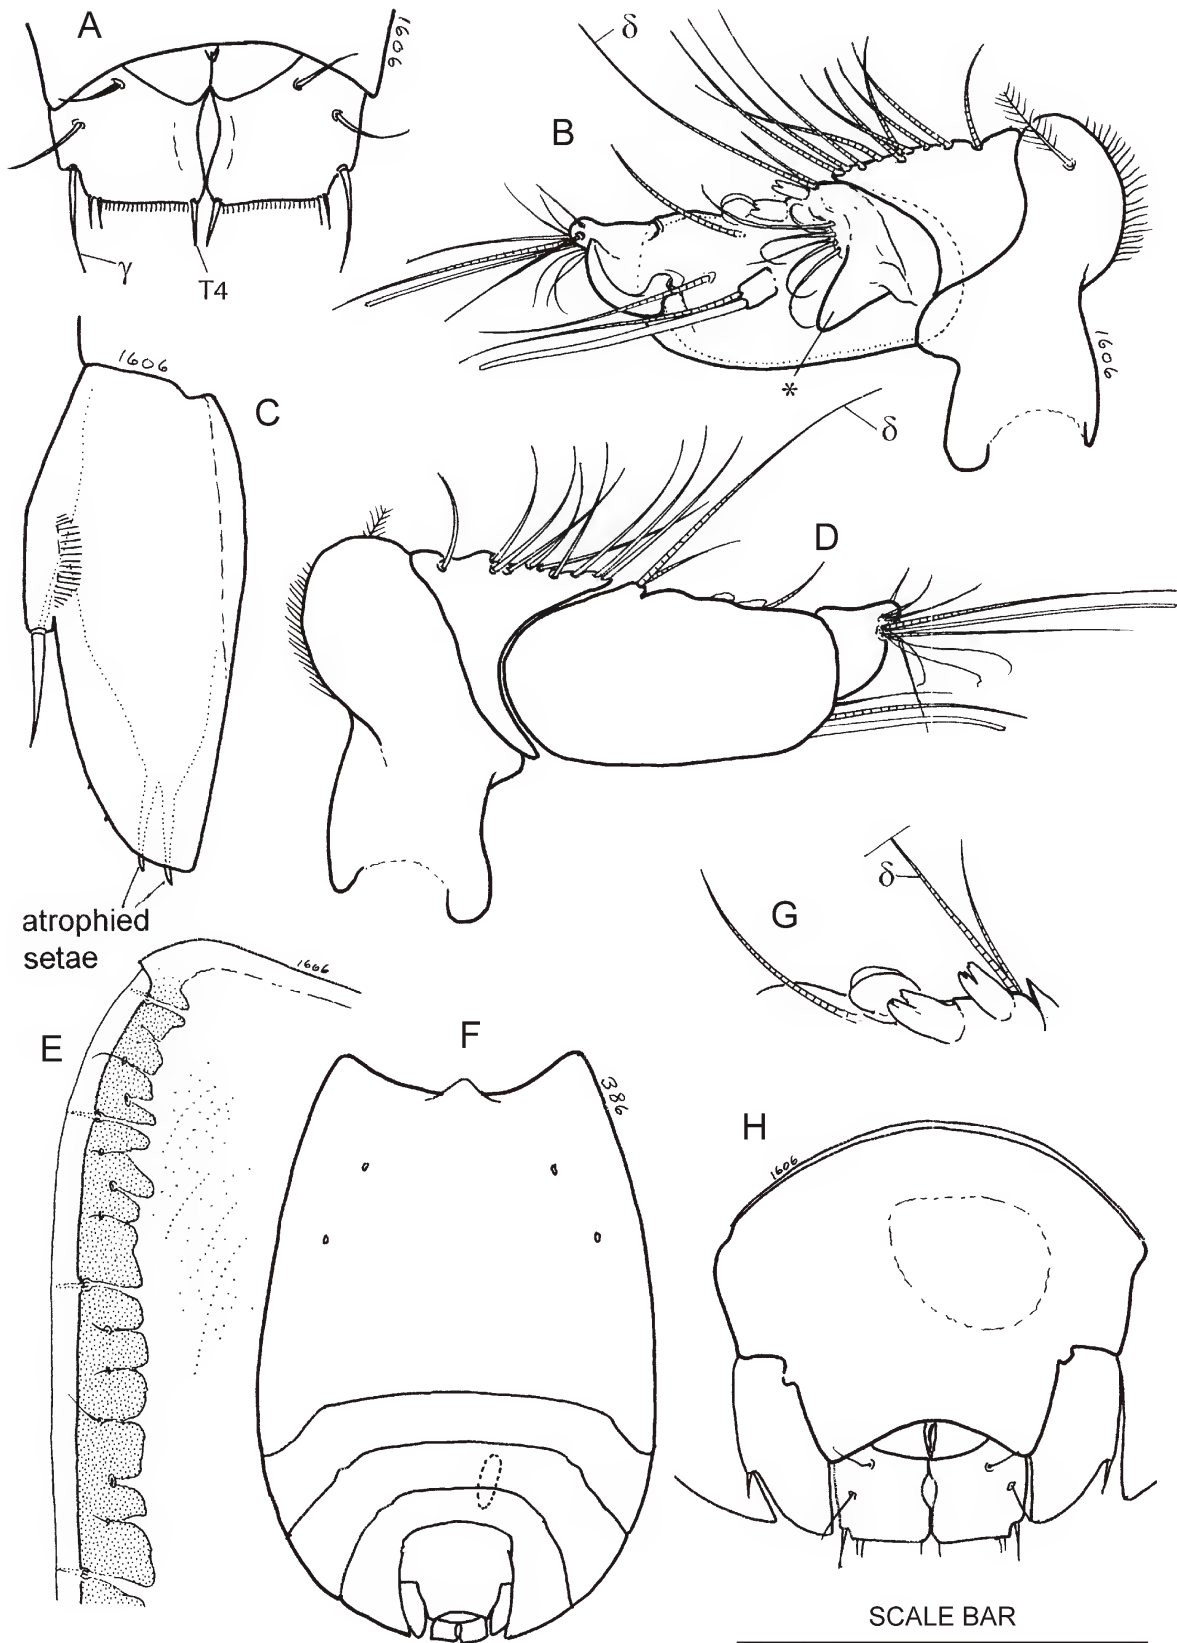 A
1606
δ
B
γ
T4
1606
C
*
1606
δ
D
atrophied
setae
δ
G
1606
E
F
386
H
1606
SCALE BAR